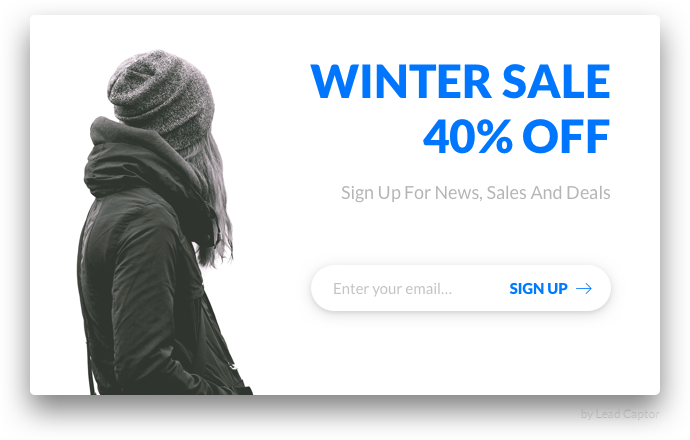 WINTER SALE
40% OFF
Sign Up For News, Sales And Deals
Enter your email... SIGN UP →
by Lead Captor